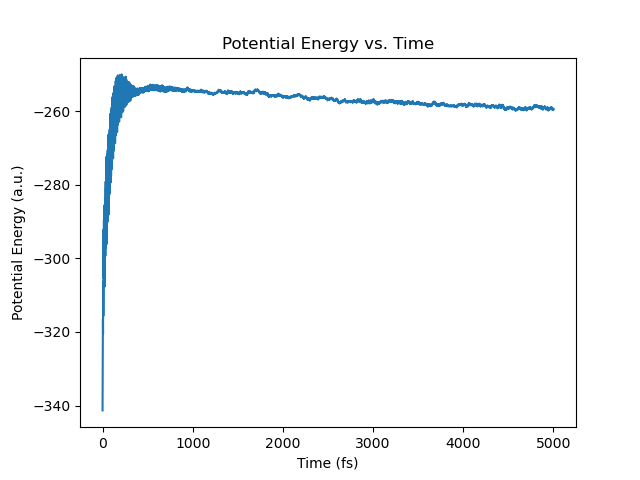 Potential Energy vs. Time
Potential Energy (a.u.)
−260
−280
−300
−320
−340
0 1000 2000 3000 4000 5000
Time (fs)